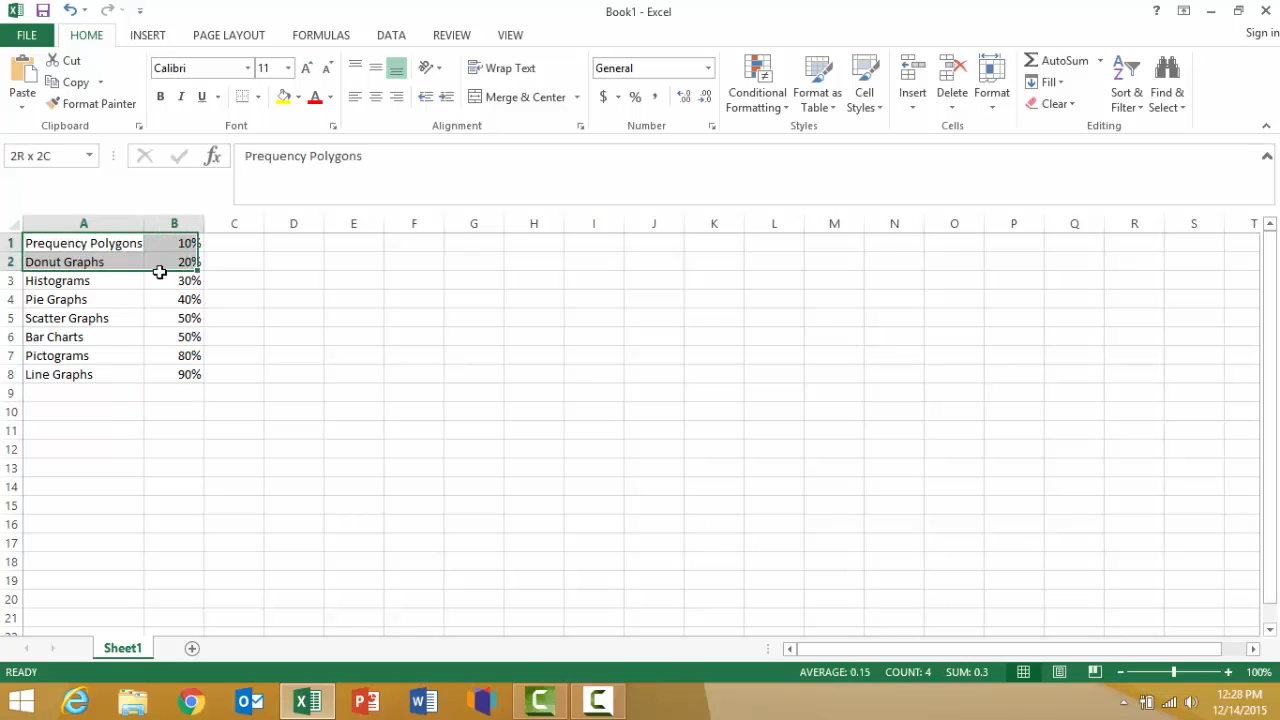 Book1 - Excel
?
Sign in
FILE HOME INSERT PAGE LAYOUT FORMULAS DATA REVIEW VIEW
Paste
Cut
Copy
Format Painter
Clipboard
Calibri 11
B I U
Font
Wrap Text
Merge & Center
Alignment
General
$ % ,
Number
Conditional
Formatting
Format as
Table
Cell
Styles
Styles
Insert
Delete
Format
Cells
AutoSum
Fill
Clear
Sort &
Filter
Find &
Select
Editing
2R x 2C
fx
Prequency Polygons
A B C D E F G H I J K L M N O P Q R S T
1 Prequency Polygons 10%
2 Donut Graphs 20%
3 Histograms 30%
4 Pie Graphs 40%
5 Scatter Graphs 50%
6 Bar Charts 50%
7 Pictograms 80%
8 Line Graphs 90%
9
10
11
12
13
14
15
16
17
18
19
20
21
Sheet1
READY
AVERAGE: 0.15 COUNT: 4 SUM: 0.3
100%
12:28 PM
12/14/2015